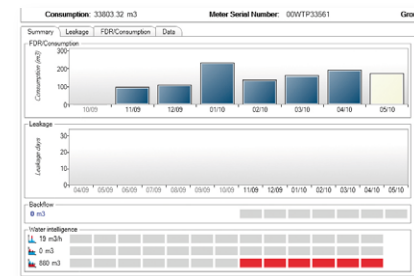 Consumption: 33803.32 m3 Meter Serial Number: 00WTP33561 Gro
Summary Leakage FDR/Consumption Data
FDR/Consumption
Consumption (m3)
300
200
100
0
10/09 11/09 12/09 01/10 02/10 03/10 04/10 05/10
Leakage
Leakage days
30
20
10
0
04/09 05/09 06/09 07/09 08/09 09/09 10/09 11/09 12/09 01/10 02/10 03/10 04/10 05/10
Backflow
0 m3
Water intelligence
19 m3/h
0 m3
880 m3